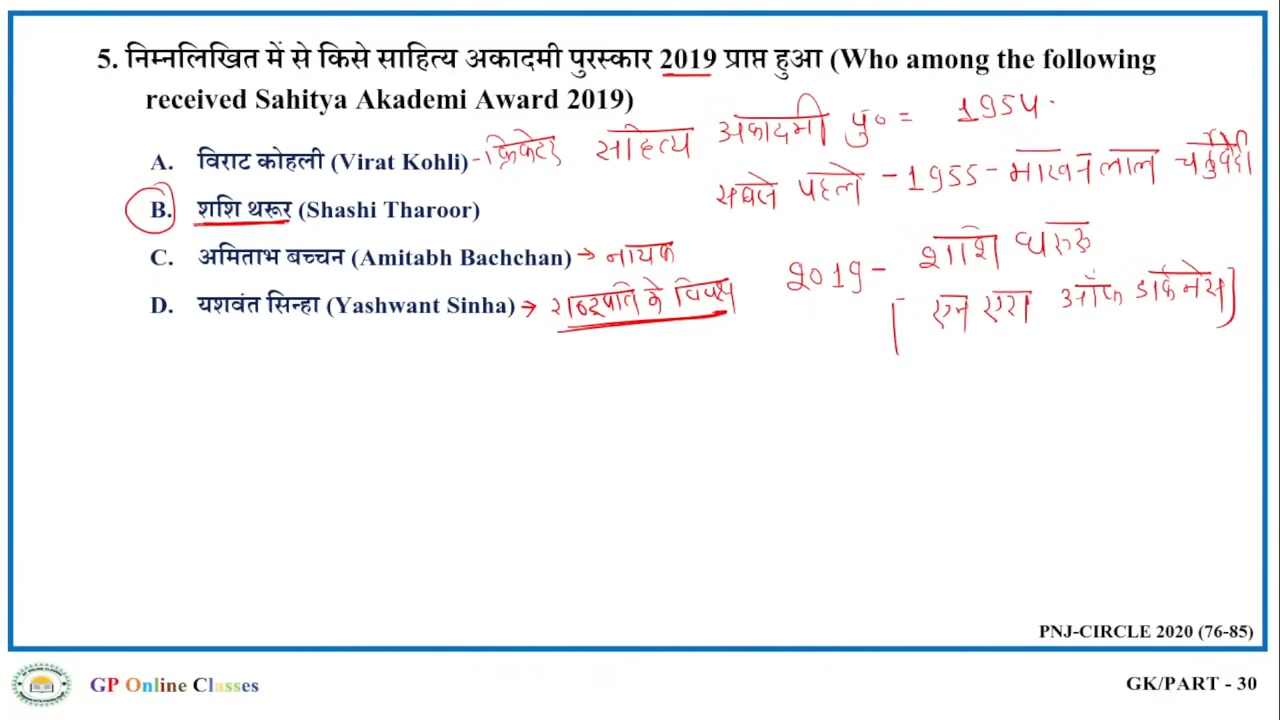 5. निम्नलिखित में से किसे साहित्य अकादमी पुरस्कार 2019 प्राप्त हुआ (Who among the following
received Sahitya Akademi Award 2019)
साहित्य अकादमी पु० = 1954.
A. विराट कोहली (Virat Kohli) - क्रिकेटर
सबसे पहले - 1955 - माखन लाल चतुर्वेदी
B. शशि थरूर (Shashi Tharoor)
C. अमिताभ बच्चन (Amitabh Bachchan) → नायक
2019 - शशि थरूर
D. यशवंत सिन्हा (Yashwant Sinha) → राष्ट्रपति के
[एन एरा ऑफ डार्कनेस]
PNJ-CIRCLE 2020 (76-85)
GP Online Classes
GK/PART - 30